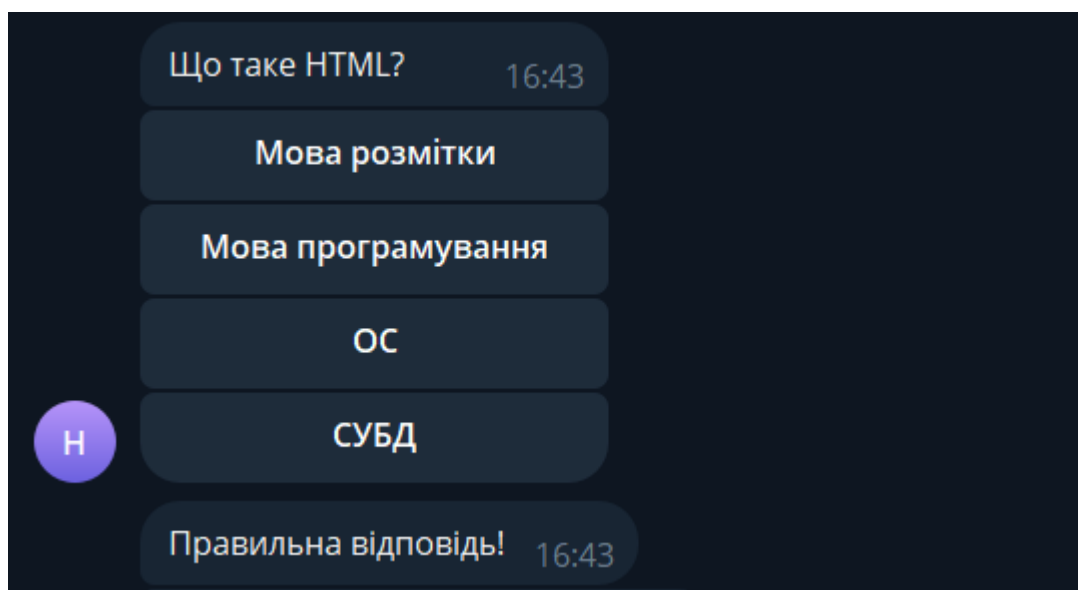 Що таке HTML?
16:43
Мова розмітки
Мова програмування
ОС
СУБД
Н
Правильна відповідь!
16:43